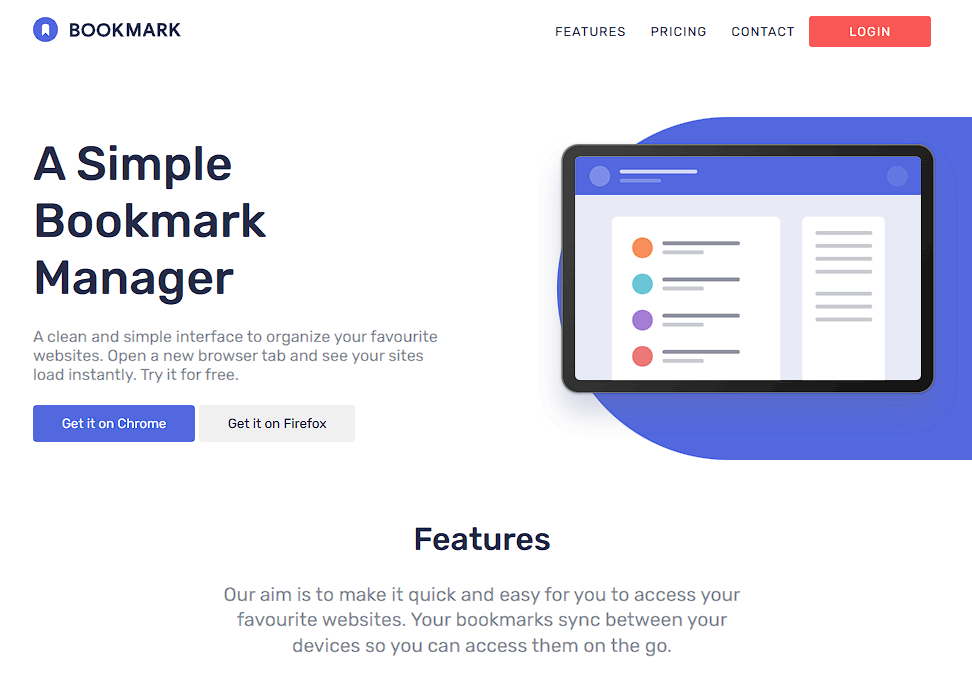 BOOKMARK
FEATURES PRICING CONTACT LOGIN
A Simple
Bookmark
Manager
A clean and simple interface to organize your favourite
websites. Open a new browser tab and see your sites
load instantly. Try it for free.
Get it on Chrome Get it on Firefox
Features
Our aim is to make it quick and easy for you to access your
favourite websites. Your bookmarks sync between your
devices so you can access them on the go.